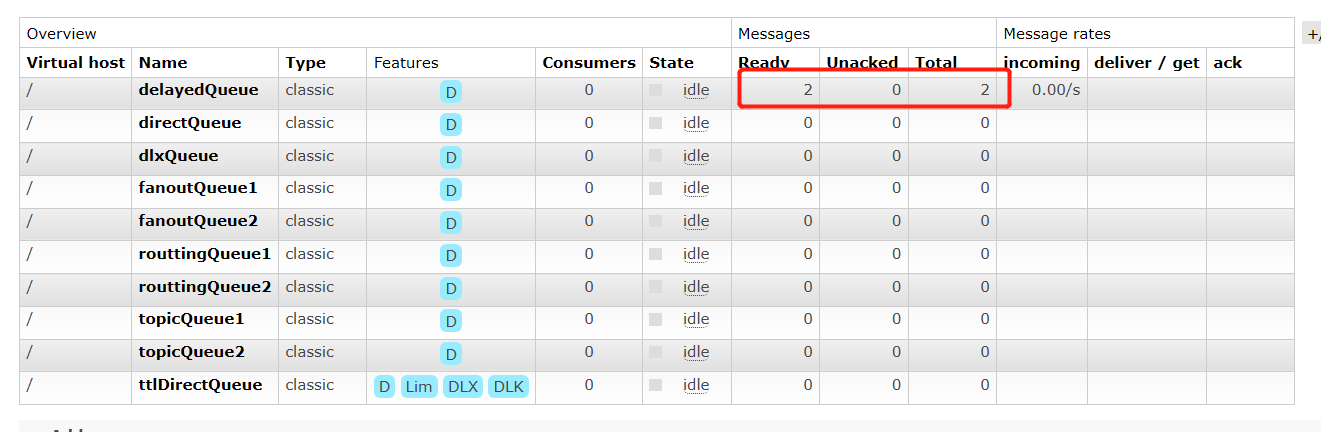 Overview Messages Message rates +/
Virtual host Name Type Features Consumers State Ready Unacked Total incoming deliver / get ack
/ delayedQueue classic D 0 idle 2 0 2 0.00/s
/ directQueue classic D 0 idle 0 0 0
/ dlxQueue classic D 0 idle 0 0 0
/ fanoutQueue1 classic D 0 idle 0 0 0
/ fanoutQueue2 classic D 0 idle 0 0 0
/ routtingQueue1 classic D 0 idle 0 0 0
/ routtingQueue2 classic D 0 idle 0 0 0
/ topicQueue1 classic D 0 idle 0 0 0
/ topicQueue2 classic D 0 idle 0 0 0
/ ttlDirectQueue classic D Lim DLX DLK 0 idle 0 0 0